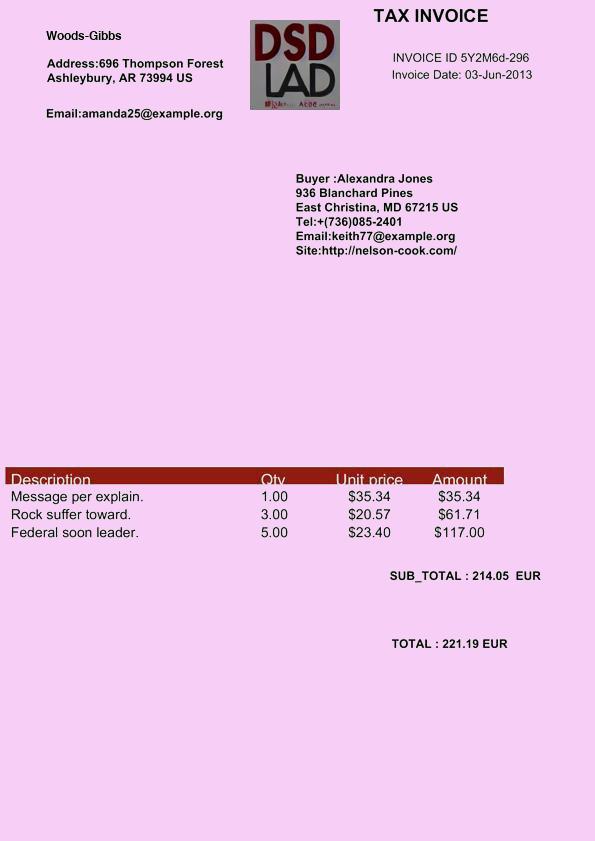 TAX INVOICE
Woods-Gibbs
DSD
LAD
Address:696 Thompson Forest
Ashleybury, AR 73994 US
INVOICE ID 5Y2M6d-296
Invoice Date: 03-Jun-2013
Email:amanda25@example.org
Buyer :Alexandra Jones
936 Blanchard Pines
East Christina, MD 67215 US
Tel:+(736)085-2401
Email:keith77@example.org
Site:http://nelson-cook.com/
Description Qty Unit price Amount
Message per explain. 1.00 $35.34 $35.34
Rock suffer toward. 3.00 $20.57 $61.71
Federal soon leader. 5.00 $23.40 $117.00
SUB_TOTAL : 214.05 EUR
TOTAL : 221.19 EUR